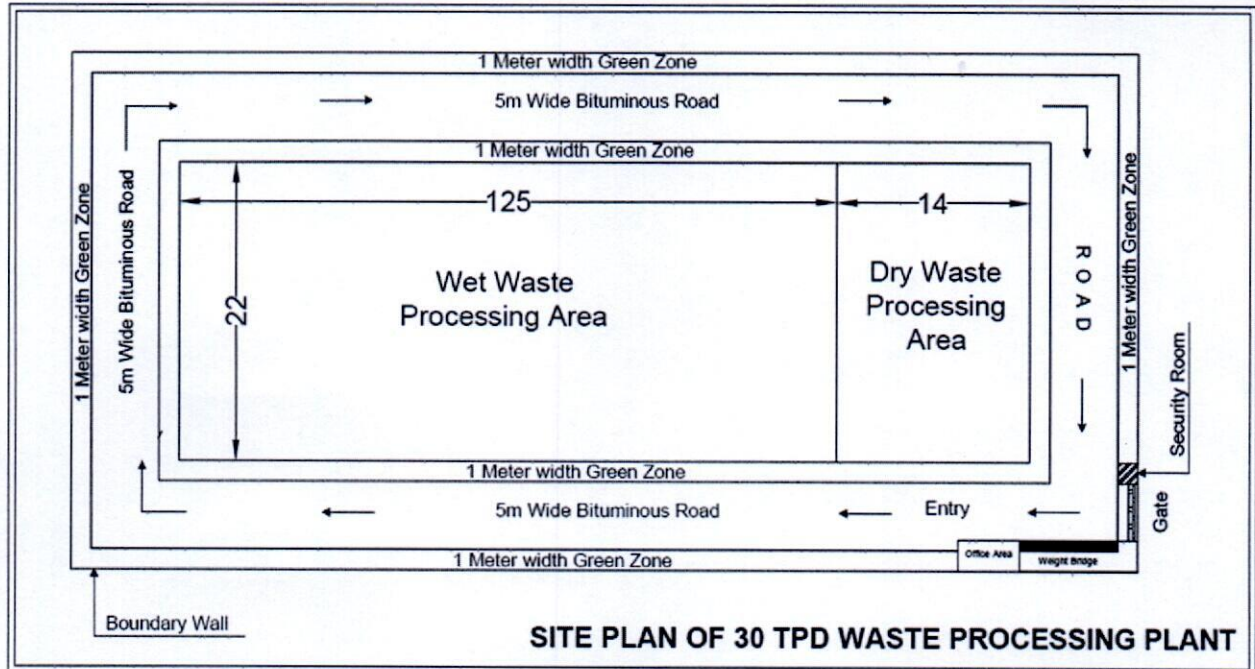 1 Meter width Green Zone
5m Wide Bituminous Road
1 Meter width Green Zone
1 Meter width Green Zone
5m Wide Bituminous Road
125
14
22
Wet Waste
Processing Area
Dry Waste
Processing
Area
ROAD
1 Meter width Green Zone
Security Room
Gate
1 Meter width Green Zone
5m Wide Bituminous Road
Entry
1 Meter width Green Zone
Office Area
Weight Bridge
Boundary Wall
SITE PLAN OF 30 TPD WASTE PROCESSING PLANT